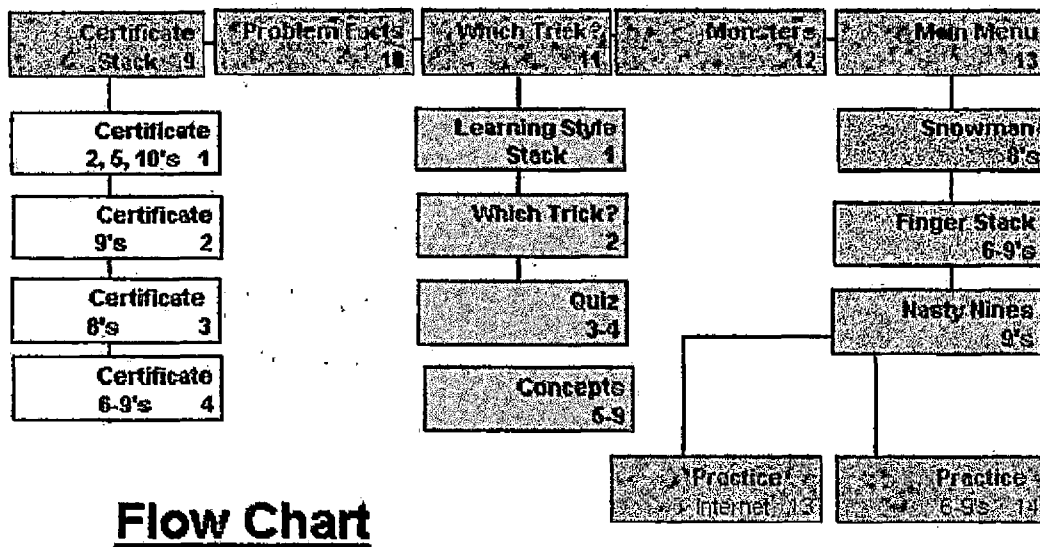 Certificate
Stack 9
Problem Facts
10
Which Trick?
11
Monsters
12
Main Menu
13
Certificate
2, 5, 10's 1
Certificate
9's 2
Certificate
8's 3
Certificate
6-9's 4
Learning Style
Stack 1
Which Trick?
2
Quiz
3-4
Concepts
5-9
Snowman
8's
Finger Stack
6-9's
Nasty Nines
9's
Practice
Internet 13
Practice
6-9's 14
Flow Chart